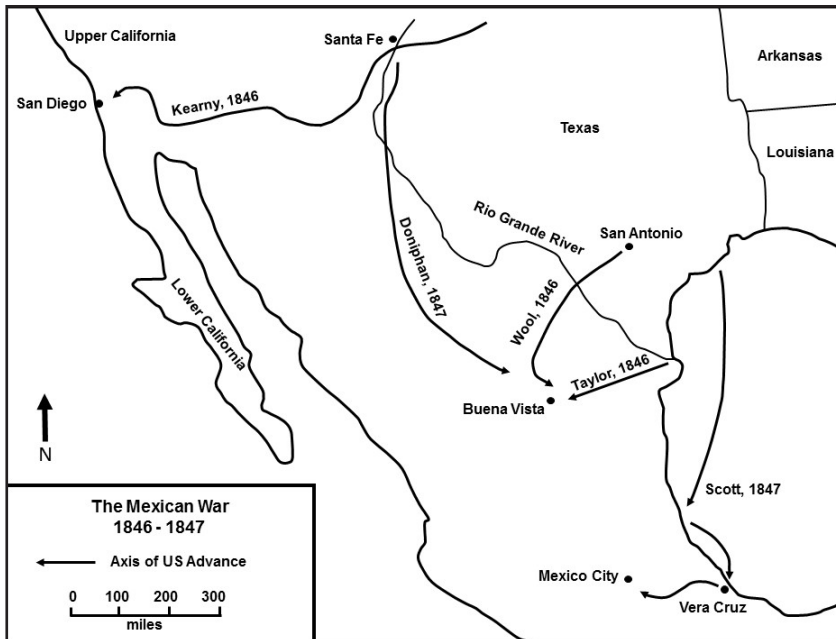 Upper California
Santa Fe
Arkansas
San Diego
Kearny, 1846
Texas
Louisiana
Rio Grande River
San Antonio
Doniphan, 1847
Wool, 1846
Lower California
Taylor, 1846
Buena Vista
N
Scott, 1847
The Mexican War
1846 - 1847
Axis of US Advance
0 100 200 300
miles
Mexico City
Vera Cruz